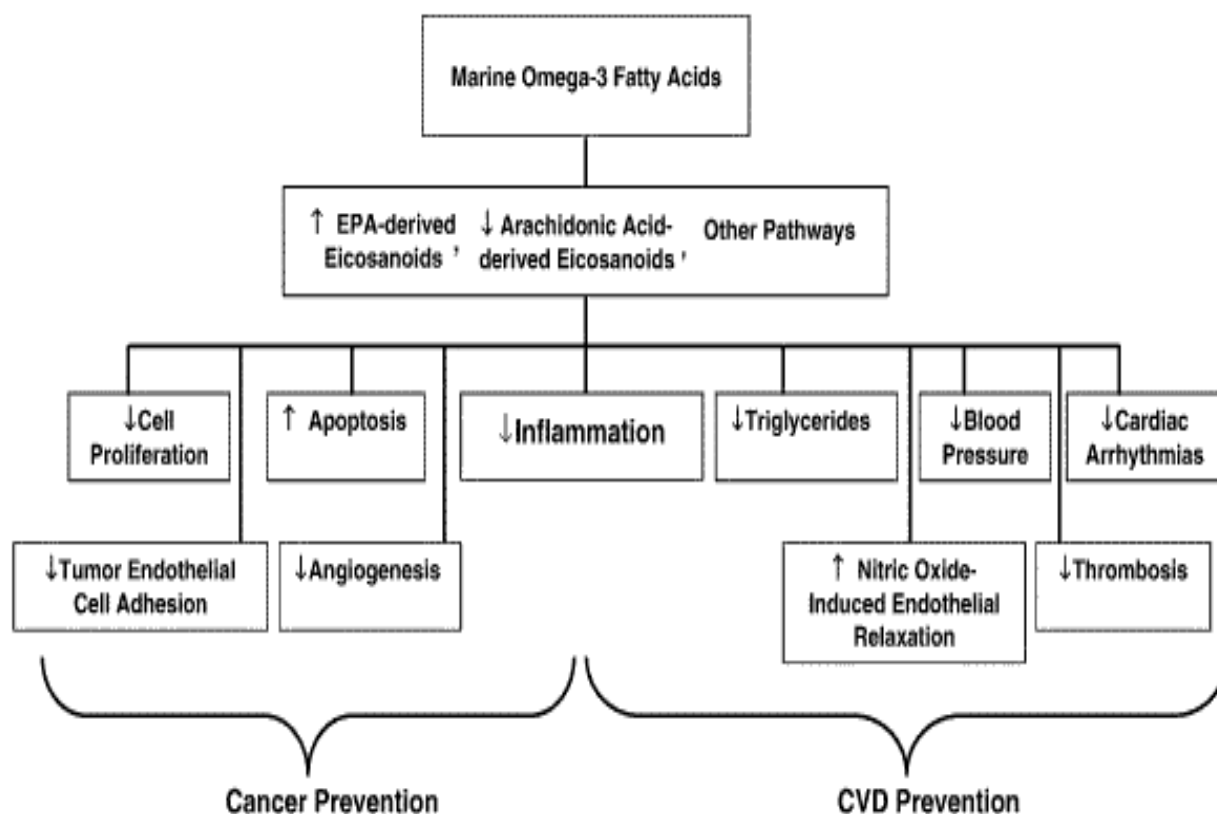 Marine Omega-3 Fatty Acids
↑ EPA-derived
Eicosanoids ,
↓ Arachidonic Acid-
derived Eicosanoids ,
Other Pathways
↓Cell
Proliferation
↑ Apoptosis
↓Inflammation
↓Triglycerides
↓Blood
Pressure
↓Cardiac
Arrhythmias
↓Tumor Endothelial
Cell Adhesion
↓Angiogenesis
↑ Nitric Oxide-
Induced Endothelial
Relaxation
↓Thrombosis
Cancer Prevention
CVD Prevention